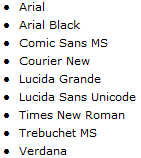 Arial
Arial Black
Comic Sans MS
Courier New
Lucida Grande
Lucida Sans Unicode
Times New Roman
Trebuchet MS
Verdana